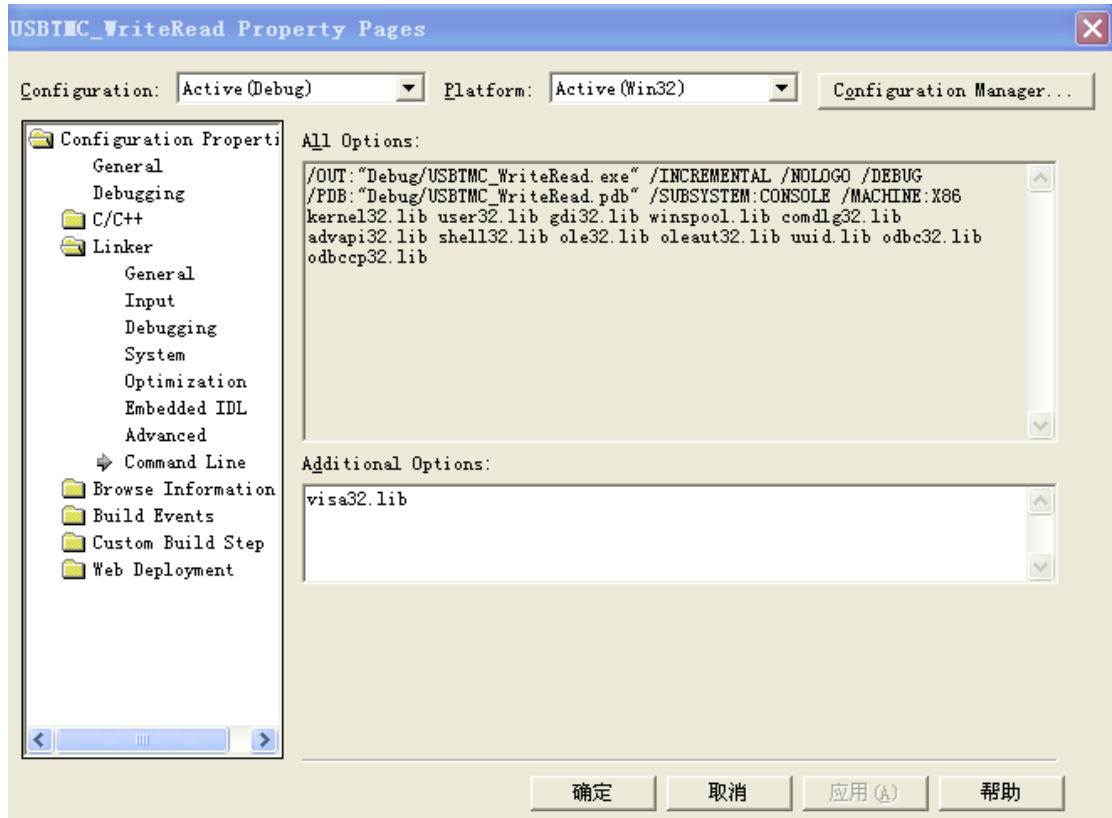 USBTMC_WriteRead Property Pages
Configuration: Active(Debug) Platform: Active(Win32) Configuration Manager...
Configuration Properti
General
Debugging
C/C++
Linker
General
Input
Debugging
System
Optimization
Embedded IDL
Advanced
Command Line
Browse Information
Build Events
Custom Build Step
Web Deployment
All Options:
/OUT:"Debug/USBTMC_WriteRead.exe" /INCREMENTAL /NOLOGO /DEBUG
/PDB:"Debug/USBTMC_WriteRead.pdb" /SUBSYSTEM:CONSOLE /MACHINE:X86
kernel32.lib user32.lib gdi32.lib winspool.lib comdlg32.lib
advapi32.lib shell32.lib ole32.lib oleaut32.lib uuid.lib odbc32.lib
odbccp32.lib
Additional Options:
visa32.lib
确定 取消 应用(A) 帮助